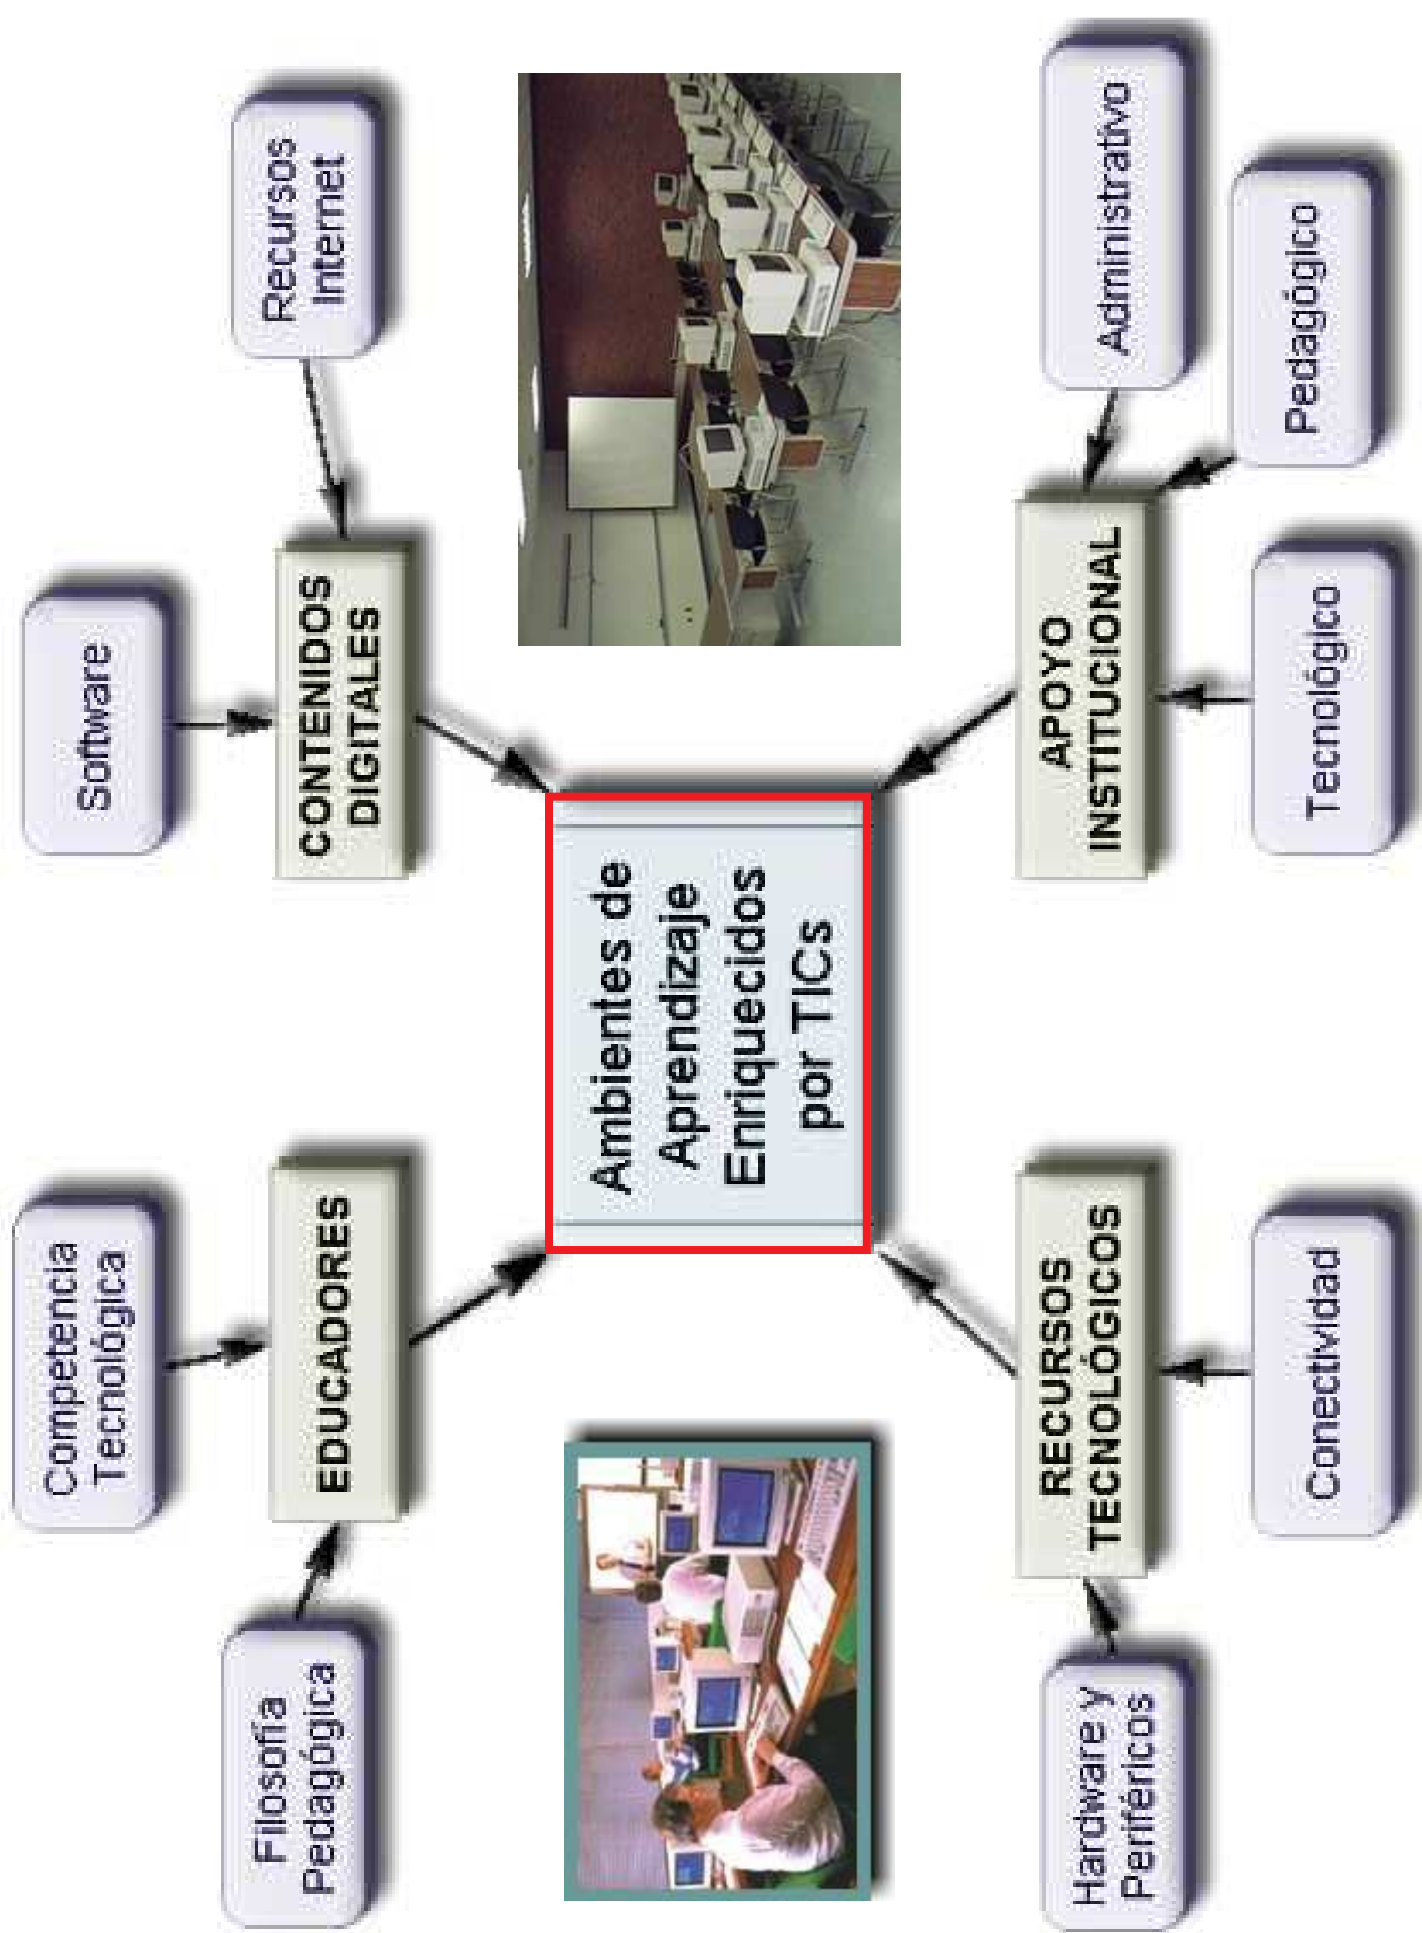 Competencia
Tecnológica
Software
Filosofía
Pedagógica
EDUCADORES
CONTENIDOS
DIGITALES
Recursos
Internet
Ambientes de
Aprendizaje
Enriquecidos
por TICs
Hardware y
Periféricos
RECURSOS
TECNOLÓGICOS
APOYO
INSTITUCIONAL
Administrativo
Conectividad
Tecnológico
Pedagógico